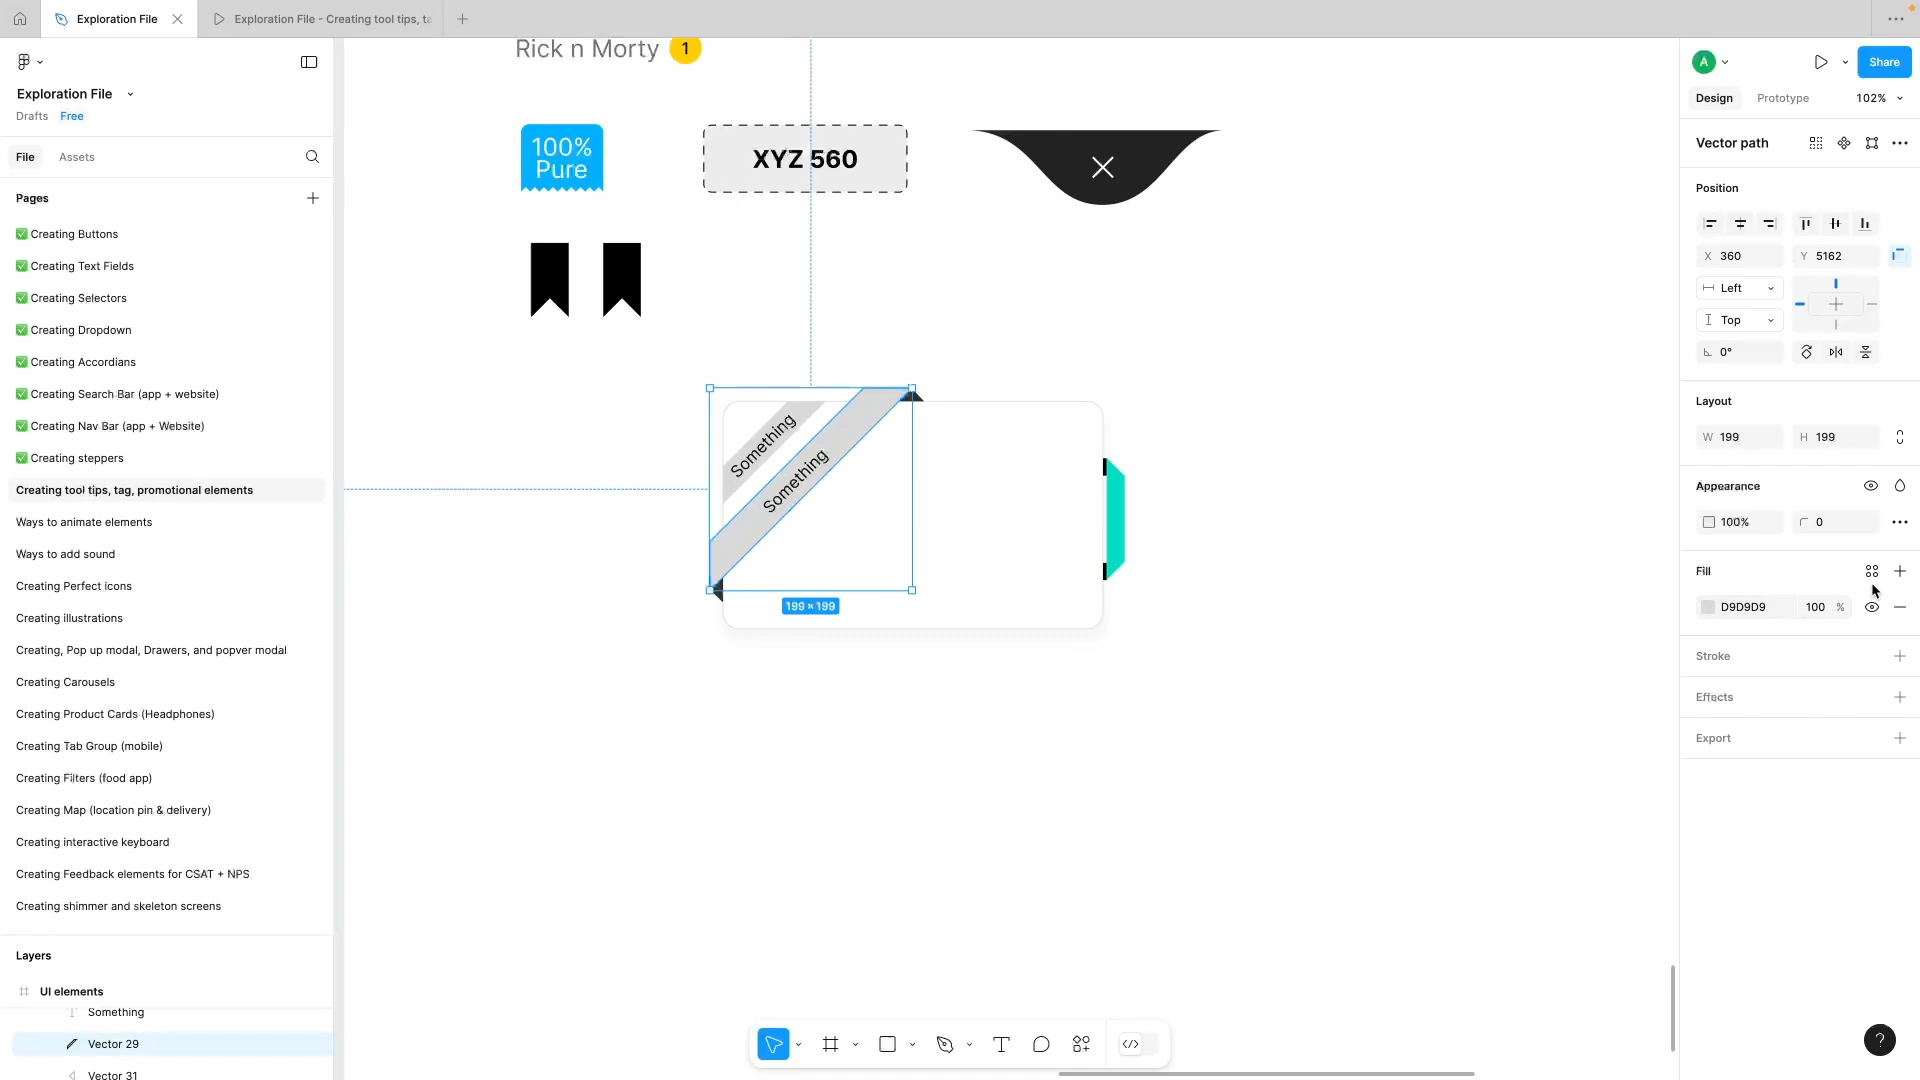 Exploration File
Exploration File - Creating tool tips, ta
Exploration File
Drafts Free
File Assets
Pages
Creating Buttons
Creating Text Fields
Creating Selectors
Creating Dropdown
Creating Accordians
Creating Search Bar (app + website)
Creating Nav Bar (app + Website)
Creating steppers
Creating tool tips, tag, promotional elements
Ways to animate elements
Ways to add sound
Creating Perfect icons
Creating illustrations
Creating, Pop up modal, Drawers, and popver modal
Creating Carousels
Creating Product Cards (Headphones)
Creating Tab Group (mobile)
Creating Filters (food app)
Creating Map (location pin & delivery)
Creating interactive keyboard
Creating Feedback elements for CSAT + NPS
Creating shimmer and skeleton screens
Layers
UI elements
Something
Vector 29
Vector 31
Rick n Morty 1
100%
Pure
XYZ 560
Something
Something
199 × 199
A
Share
Design Prototype 102%
Vector path
Position
X 360 Y 5162
Left
Top
0°
Layout
W 199 H 199
Appearance
100% 0
Fill
D9D9D9 100 %
Stroke
Effects
Export
?